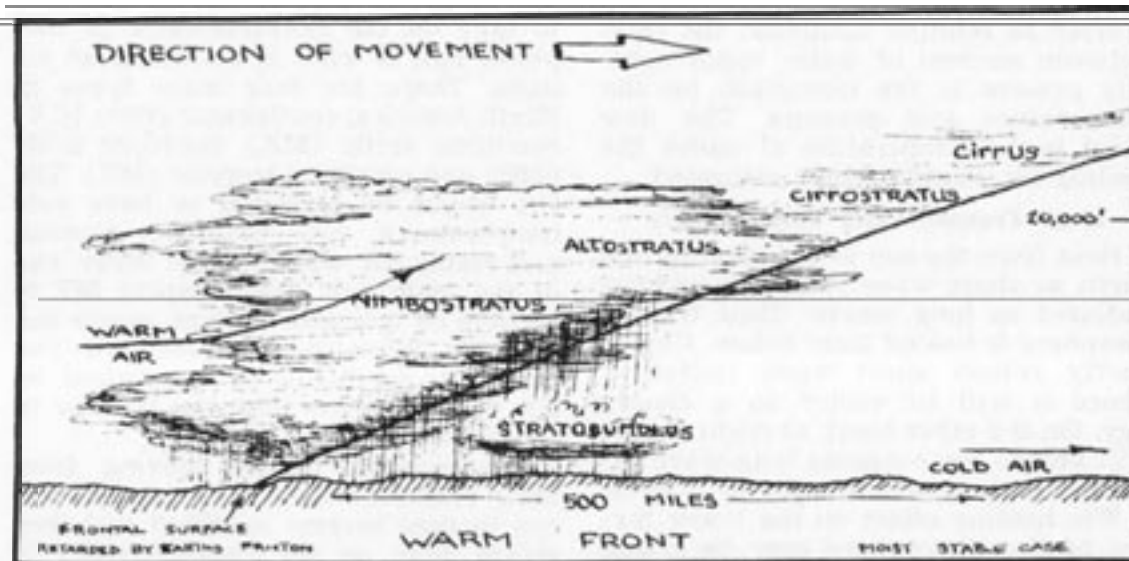 DIRECTION OF MOVEMENT
CIRRUS
CIRROSTRATUS
20,000'
ALTOSTRATUS
NIMBOSTRATUS
WARM
AIR
STRATOCUMULUS
COLD AIR
500 MILES
FRONTAL SURFACE
RETARDED BY EARTHS FRICTION
WARM FRONT
MOIST STABLE CASE